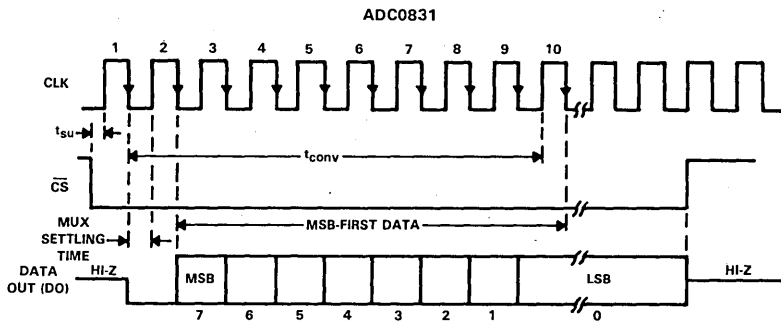 ADC0831
1 2 3 4 5 6 7 8 9 10
CLK
tsu
tconv
CS
MUX
SETTLING
TIME
MSB-FIRST DATA
DATA
OUT (DO)
HI-Z
MSB
LSB
HI-Z
7 6 5 4 3 2 1 0